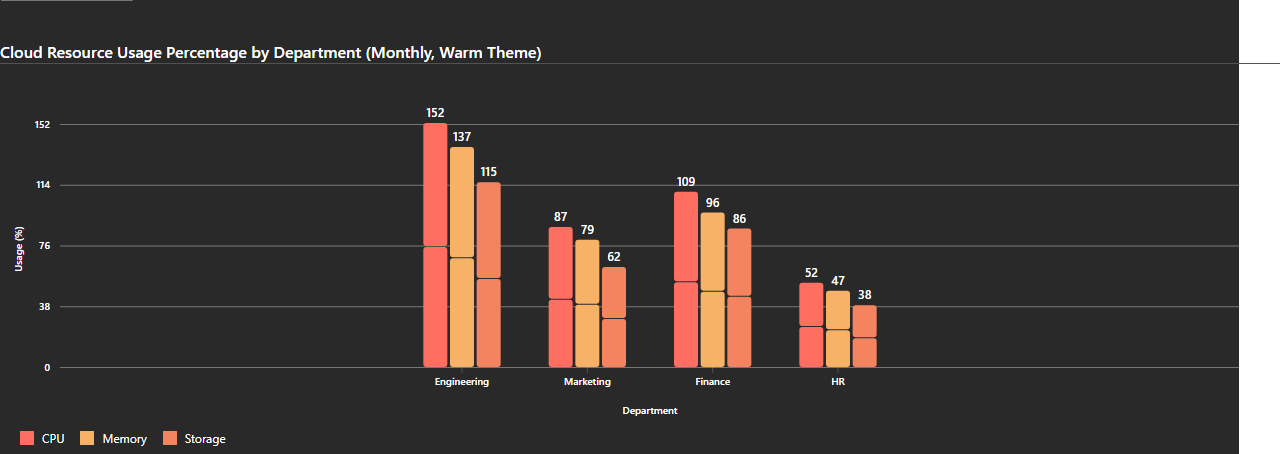 Cloud Resource Usage Percentage by Department (Monthly, Warm Theme)
152
137
115
87
79
62
109
96
86
52
47
38
152
114
76
38
0
Usage (%)
Engineering
Marketing
Finance
HR
Department
CPU
Memory
Storage